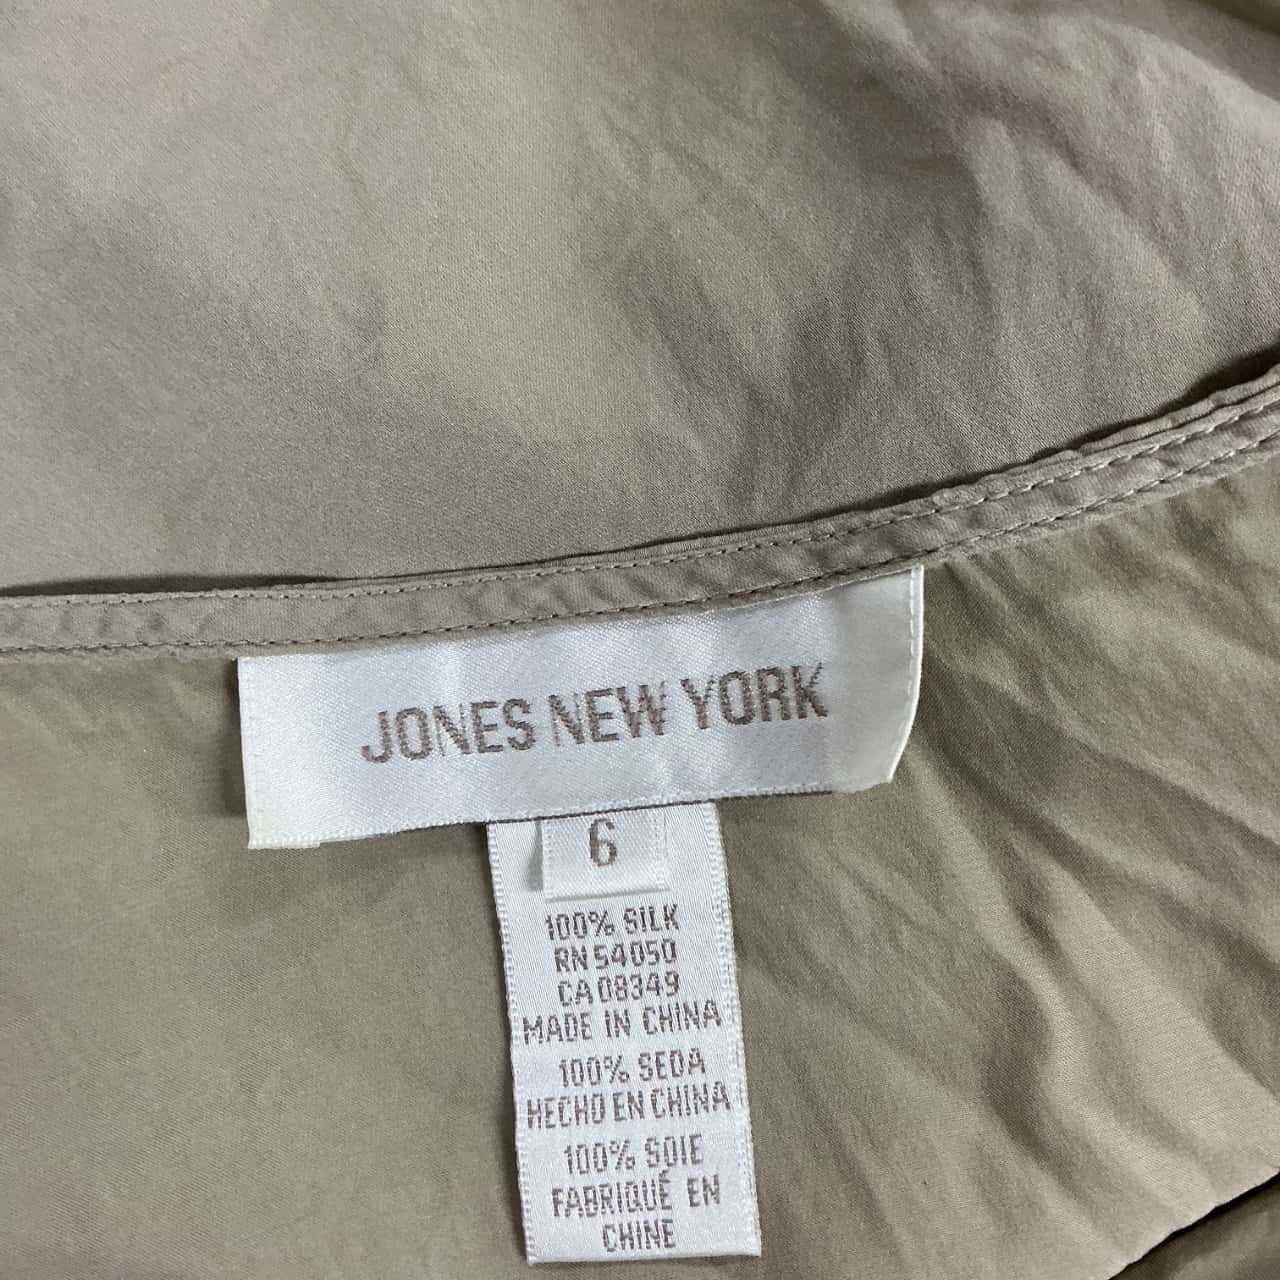 JONES NEW YORK
6
100% SILK
RN 54050
CA 08349
MADE IN CHINA
100% SEDA
HECHO EN CHINA
100% SOIE
FABRIQUÉ EN
CHINE